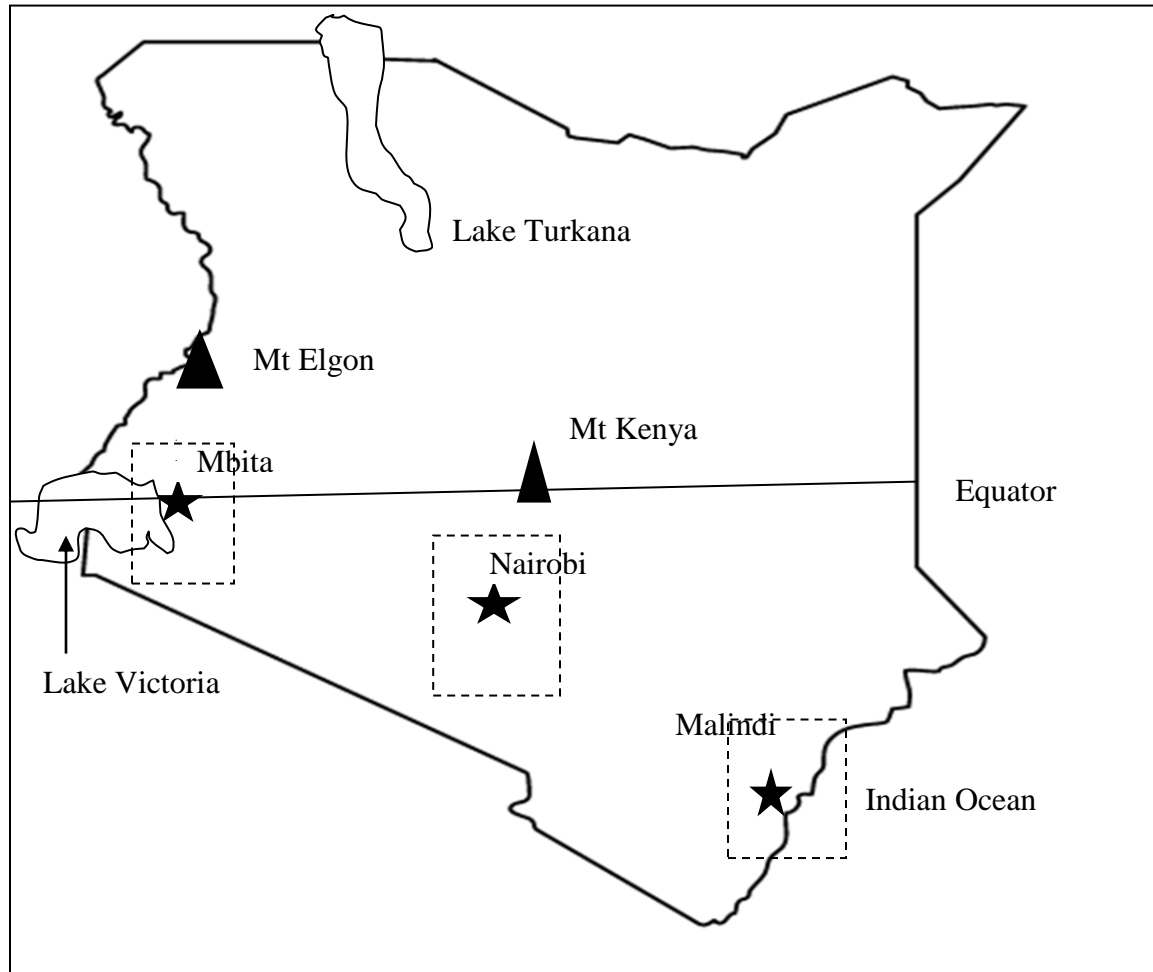 Lake Turkana
Mt Elgon
Mt Kenya
Mbita
Equator
Nairobi
Lake Victoria
Malindi
Indian Ocean